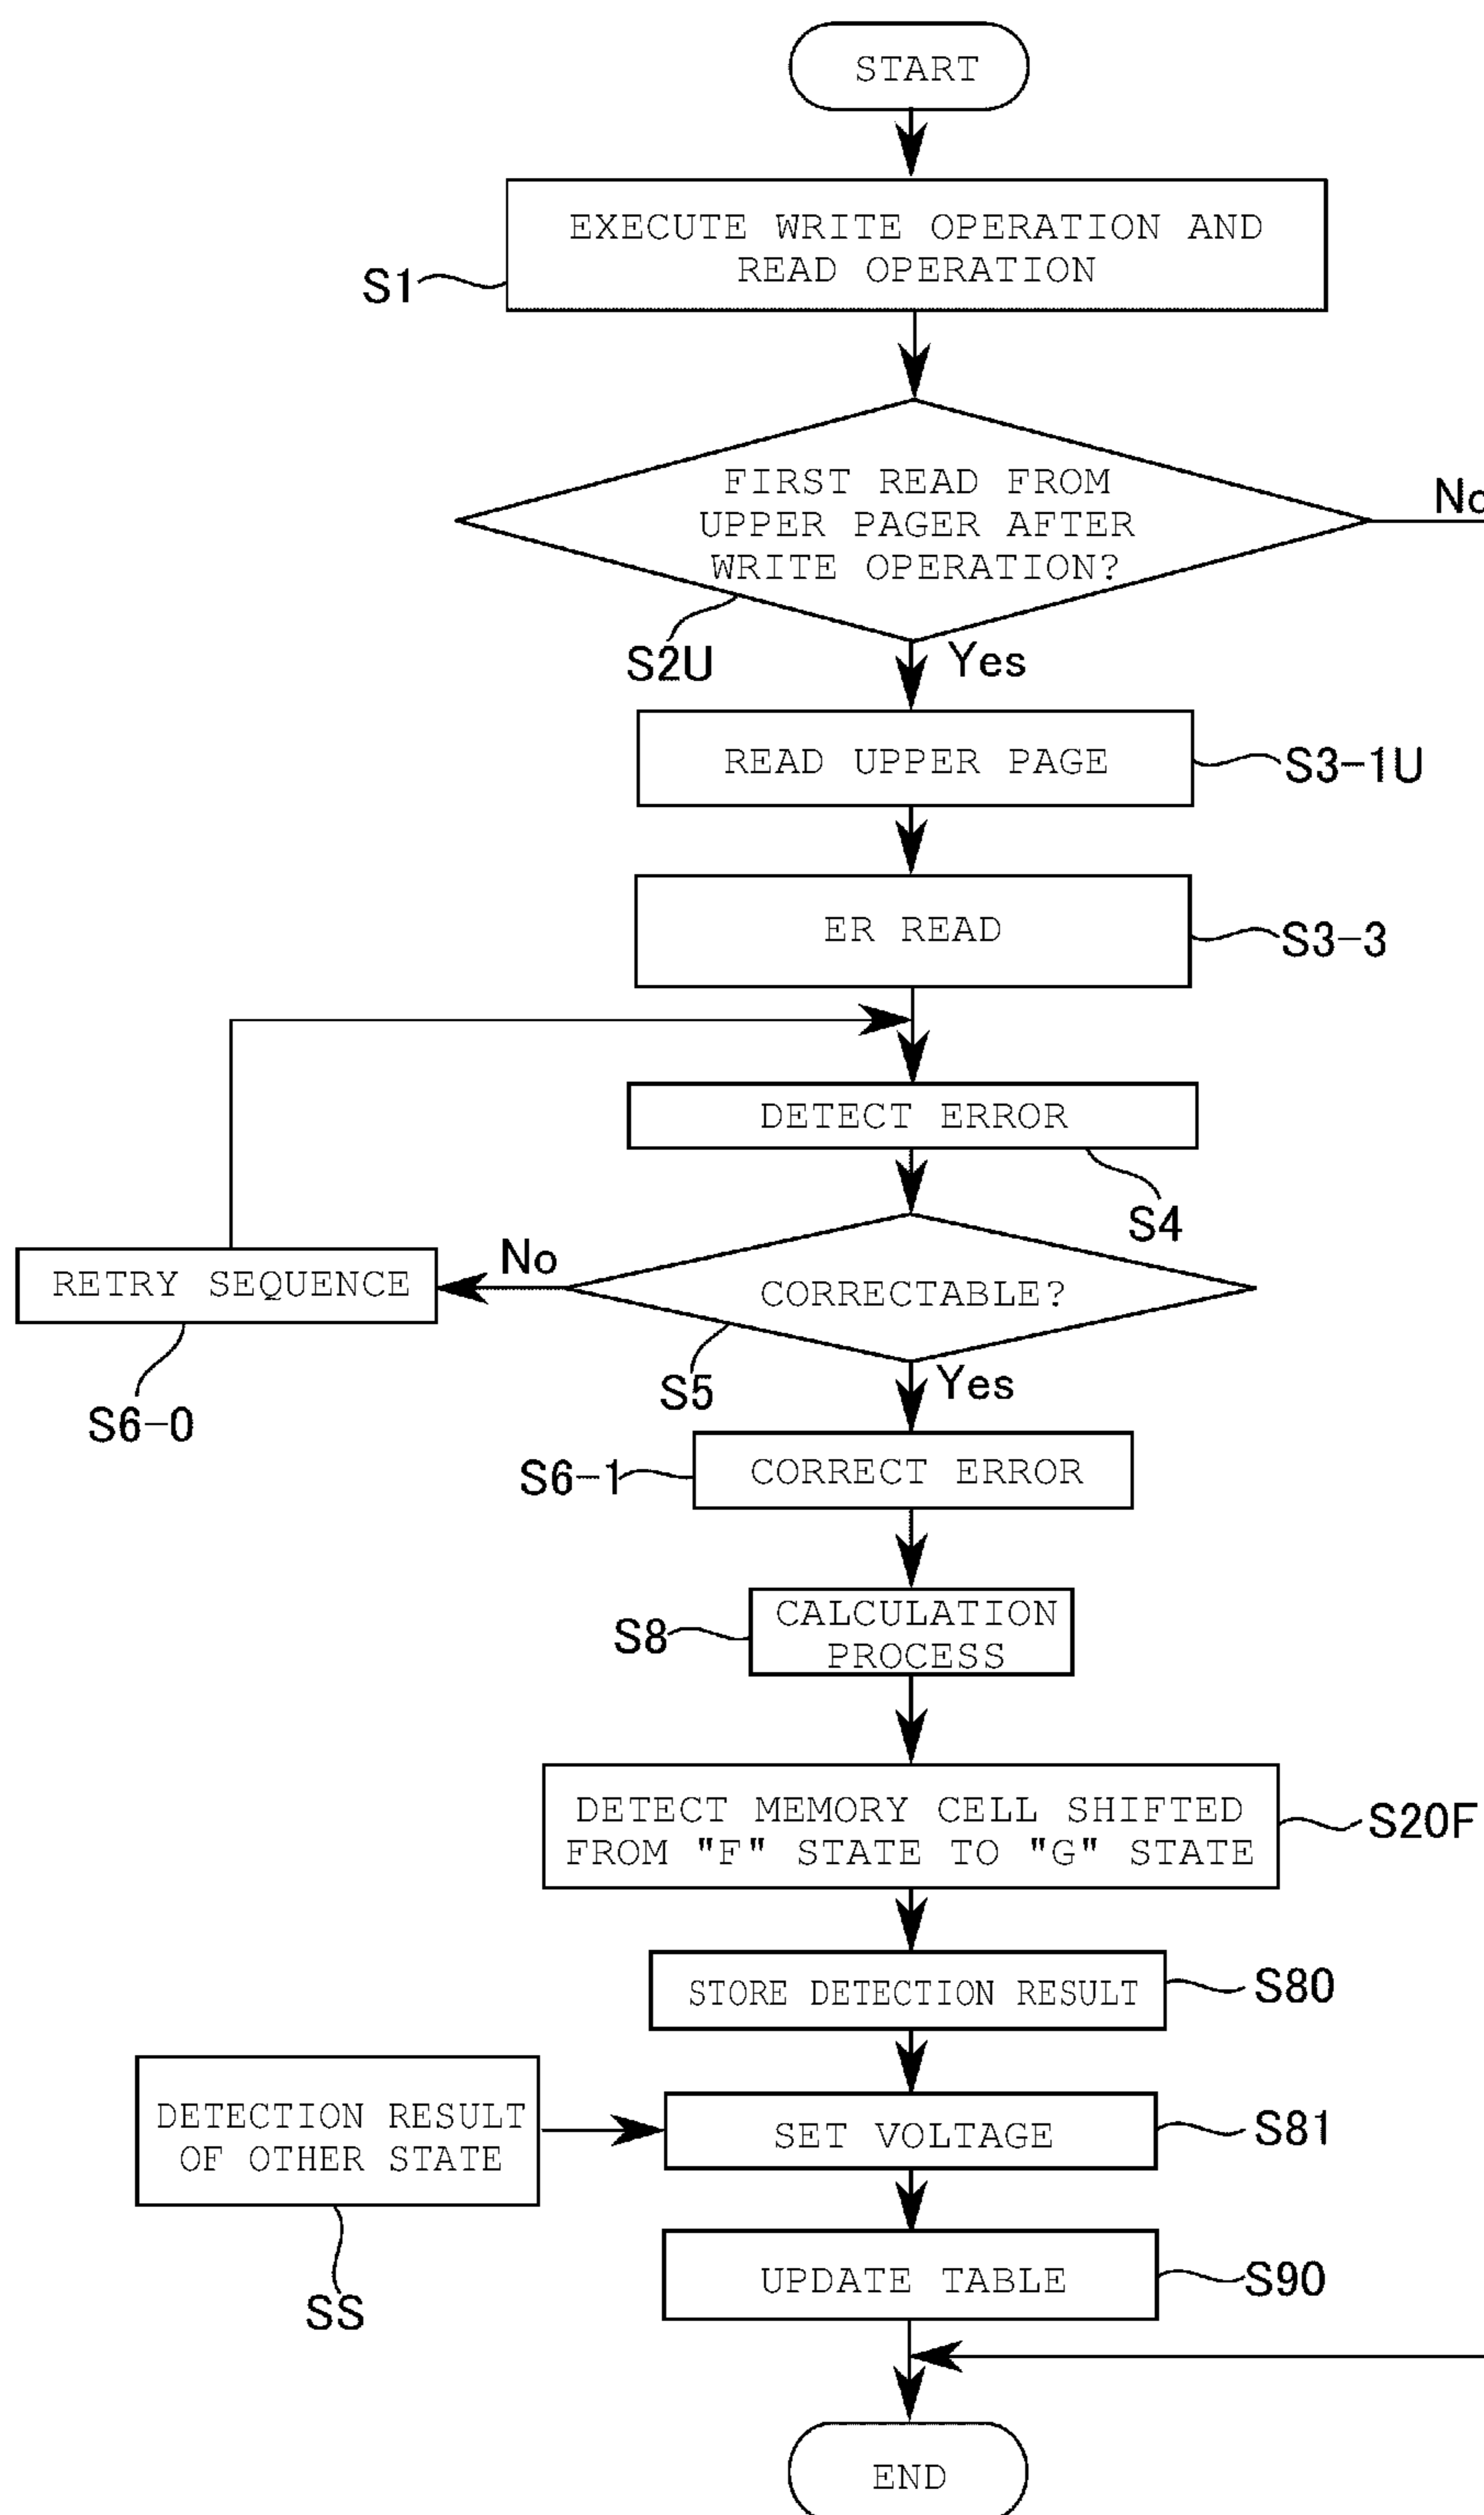 START
EXECUTE WRITE OPERATION AND
READ OPERATION
S1
FIRST READ FROM
UPPER PAGER AFTER
WRITE OPERATION?
No
S2U
Yes
READ UPPER PAGE
S3-1U
ER READ
S3-3
DETECT ERROR
S4
CORRECTABLE?
No
RETRY SEQUENCE
S6-0
S5
Yes
CORRECT ERROR
S6-1
CALCULATION
PROCESS
S8
DETECT MEMORY CELL SHIFTED
FROM "F" STATE TO "G" STATE
S20F
STORE DETECTION RESULT
S80
DETECTION RESULT
OF OTHER STATE
SS
SET VOLTAGE
S81
UPDATE TABLE
S90
END